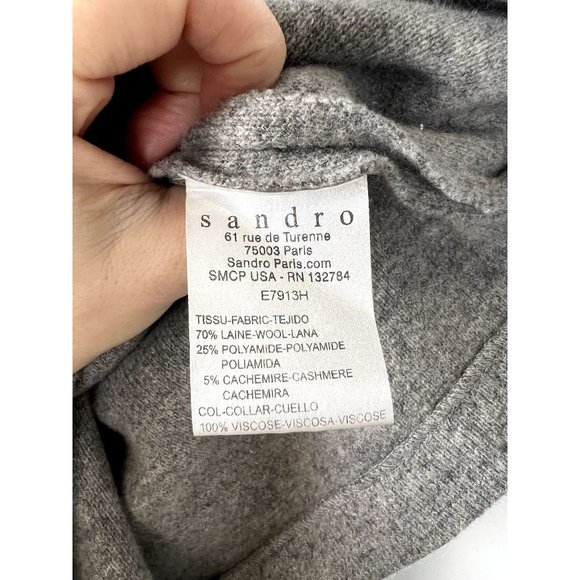 sandro
61 rue de Turenne
75003 Paris
Sandro Paris.com
SMCP USA - RN 132784
E7913H
TISSU-FABRIC-TEJIDO
70% LAINE-WOOL-LANA
25% POLYAMIDE-POLYAMIDE
POLIAMIDA
5% CACHEMIRE-CASHMERE
CACHEMIRA
COL-COLLAR-CUELLO
100% VISCOSE-VISCOSA-VISCOSE